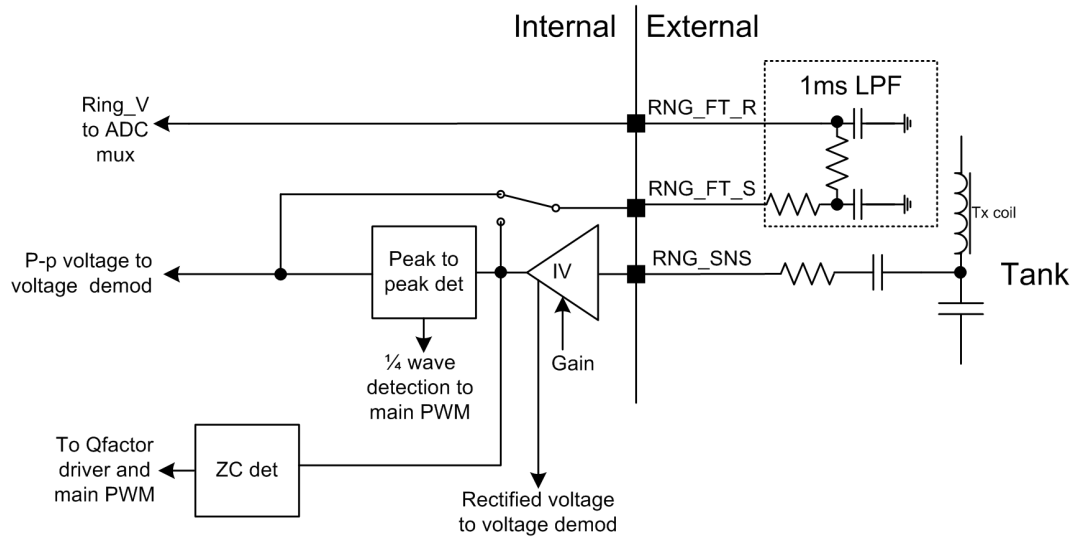 Internal
External
1ms LPF
Ring_V
to ADC
mux
RNG_FT_R
RNG_FT_S
Tx coil
P-p voltage to
voltage demod
Peak to
peak det
IV
RNG_SNS
Tank
¼ wave
detection to
main PWM
Gain
To Qfactor
driver and
main PWM
ZC det
Rectified voltage
to voltage demod